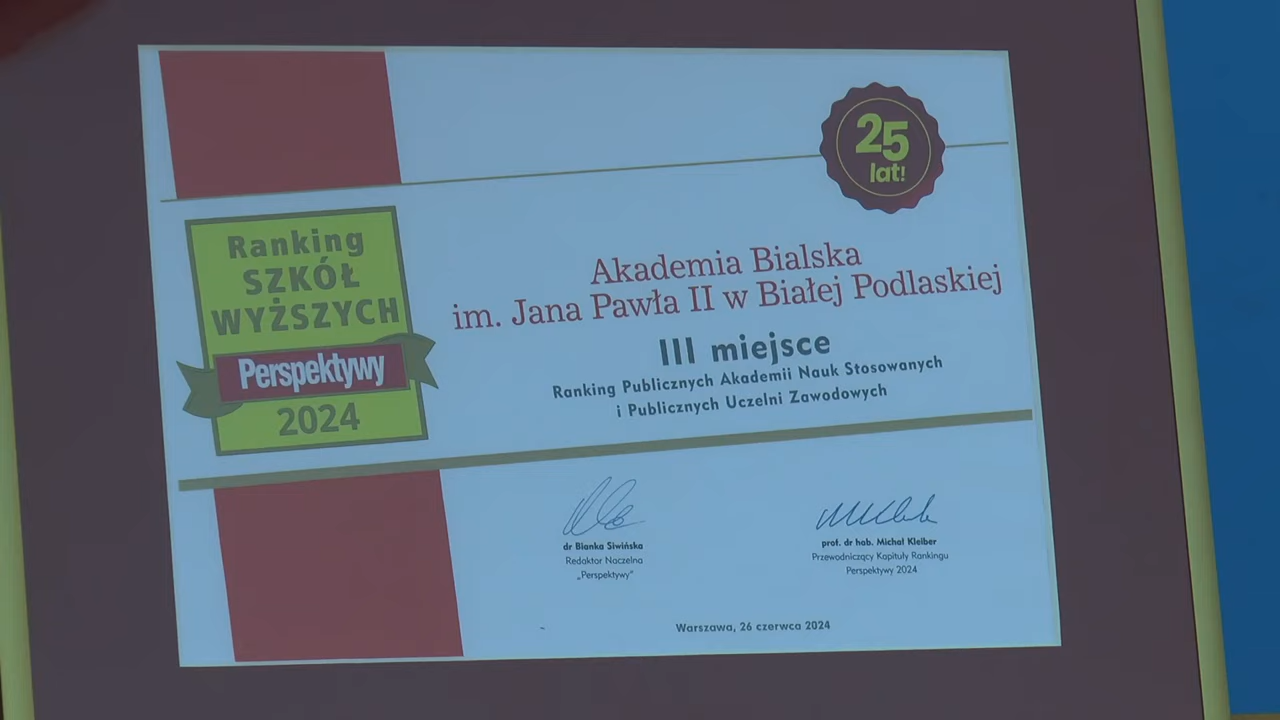 25
lat!
Ranking
SZKÓŁ
WYŻSZYCH
Perspektywy
2024
Akademia Bialska
im. Jana Pawła II w Białej Podlaskiej
III miejsce
Ranking Publicznych Akademii Nauk Stosowanych
i Publicznych Uczelni Zawodowych
dr Bianka Siwińska
Redaktor Naczelna
„Perspektywy”
prof. dr hab. Michał Kleiber
Przewodniczący Kapituły Rankingu
Perspektywy 2024
Warszawa, 26 czerwca 2024